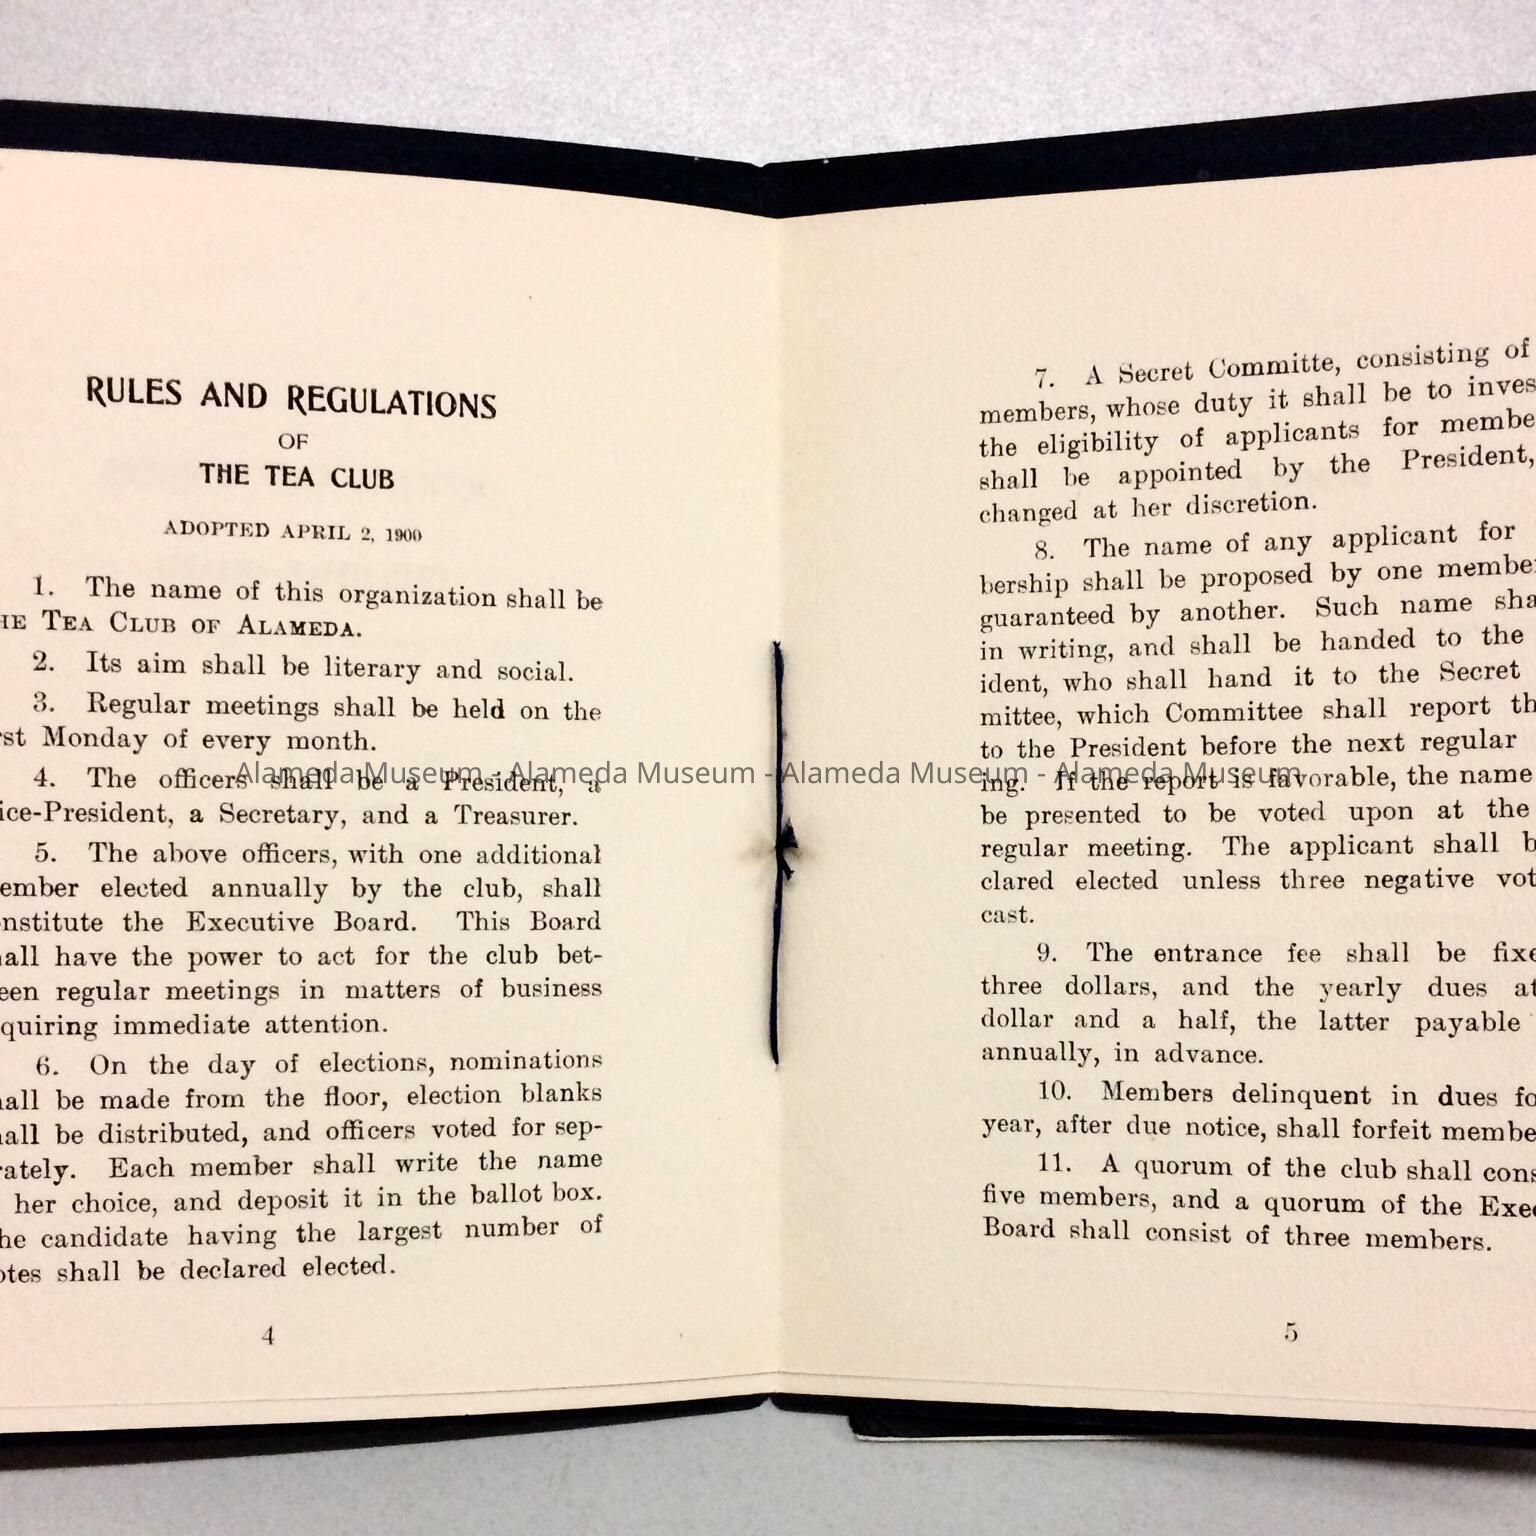 RULES AND REGULATIONS
OF
THE TEA CLUB
ADOPTED APRIL 2, 1900
1. The name of this organization shall be
HE TEA CLUB OF ALAMEDA.
2. Its aim shall be literary and social.
3. Regular meetings shall be held on the
rst Monday of every month.
4. The officers shall be a President, a
ice-President, a Secretary, and a Treasurer.
5. The above officers, with one additional
ember elected annually by the club, shall
nstitute the Executive Board. This Board
hall have the power to act for the club bet-
een regular meetings in matters of business
quiring immediate attention.
6. On the day of elections, nominations
hall be made from the floor, election blanks
hall be distributed, and officers voted for sep-
rately. Each member shall write the name
her choice, and deposit it in the ballot box.
he candidate having the largest number of
otes shall be declared elected.
4
7. A Secret Committe, consisting of
members, whose duty it shall be to inves
the eligibility of applicants for membe
shall be appointed by the President,
changed at her discretion.
8. The name of any applicant for
bership shall be proposed by one member
guaranteed by another. Such name sha
in writing, and shall be handed to the
ident, who shall hand it to the Secret
mittee, which Committee shall report th
to the President before the next regular
ing. If the report is favorable, the name
be presented to be voted upon at the
regular meeting. The applicant shall b
clared elected unless three negative vot
cast.
9. The entrance fee shall be fixe
three dollars, and the yearly dues at
dollar and a half, the latter payable
annually, in advance.
10. Members delinquent in dues fo
year, after due notice, shall forfeit membe
11. A quorum of the club shall cons
five members, and a quorum of the Exec
Board shall consist of three members.
5
Alameda Museum - Alameda Museum - Alameda Museum - Alameda Museum